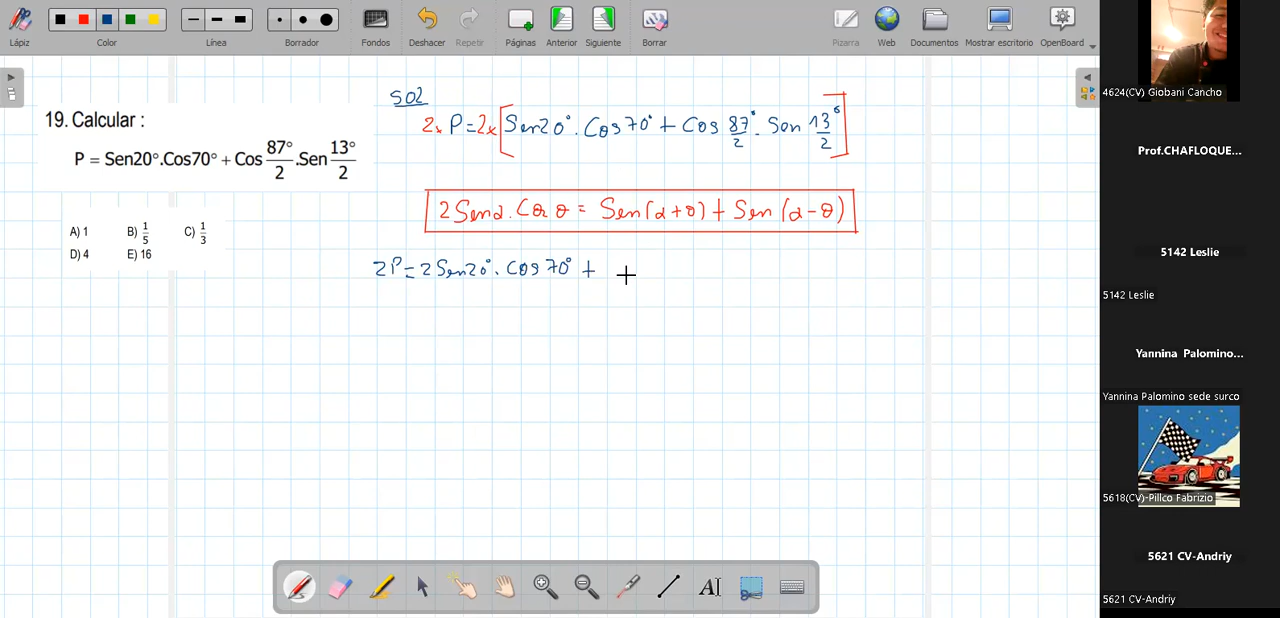 Lápiz Color Línea Borrador Fondos Deshacer Repetir Páginas Anterior Siguiente Borrar Pizarra Web Documentos Mostrar escritorio OpenBoard
4624(CV) Giobani Cancho
SO2
19. Calcular :
2x P = 2x [Sen20°. Cos70° + Cos 87°/2 . Sen 13°/2]
P = Sen20°.Cos70° + Cos 87°/2 .Sen 13°/2
Prof.CHAFLOQUE...
2Senα. Cos θ = Sen(α+θ) + Sen(α-θ)
A) 1 B) 1/5 C) 1/3
D) 4 E) 16
5142 Leslie
2P = 2Sen20°. Cos70° +
5142 Leslie
Yannina Palomino...
Yannina Palomino sede surco
5618(CV)-Pillco Fabrizio
5621 CV-Andriy
AI
5621 CV-Andriy